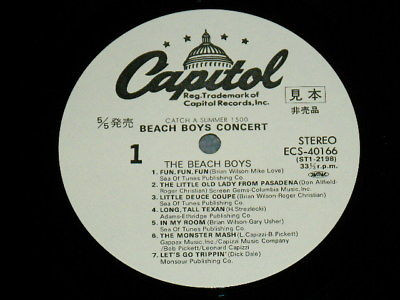 Capitol
Reg. Trademark of
Capitol Records, Inc.
見本
非売品
5/5発売
CATCH A SUMMER 1500
BEACH BOYS CONCERT
1
STEREO
ECS-40166
(ST1-2198)
33⅓ r.p.m.
THE BEACH BOYS
1. FUN, FUN, FUN (Brian Wilson Mike Love)
Sea Of Tunes Publishing Co.
2. THE LITTLE OLD LADY FROM PASADENA (Don Altfield-
Roger Christian) Screen Gems-Columbia Music Inc.
3. LITTLE DEUCE COUPE (Brian Wilson-Roger Christian)
Sea Of Tunes Publishing Co.
4. LONG, TALL TEXAN (H. Strezlecki)
Adams-Ethridge Publishing Co.
5. IN MY ROOM (Brian Wilson-Gary Usher)
Sea Of Tunes Publishing Co.
6. THE MONSTER MASH (L.Capizzi-B.Pickett)
Gappax Music,Inc./Capizzi Music Company
/Bob Pickett/Leonard Capizzi
7. LET'S GO TRIPPIN' (Dick Dale)
Monsour Publishing Co.